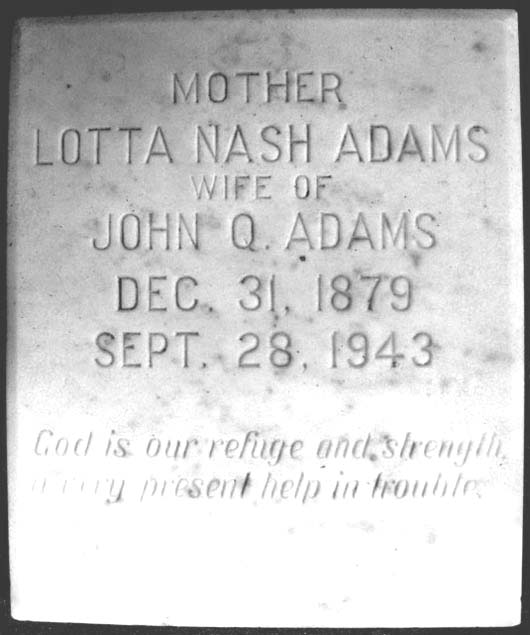 MOTHER
LOTTA NASH ADAMS
WIFE OF
JOHN Q. ADAMS
DEC. 31, 1879
SEPT. 28, 1943
God is our refuge and strength,
a very present help in trouble.